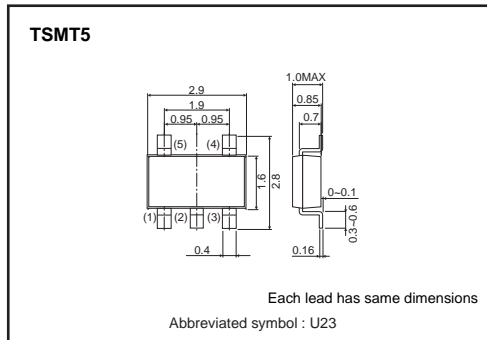 TSMT5
1.0MAX
2.9
0.85
1.9
0.7
0.95 0.95
(5) (4)
1.6
2.8
0~0.1
(1) (2) (3)
0.3~0.6
0.4
0.16
Each lead has same dimensions
Abbreviated symbol : U23